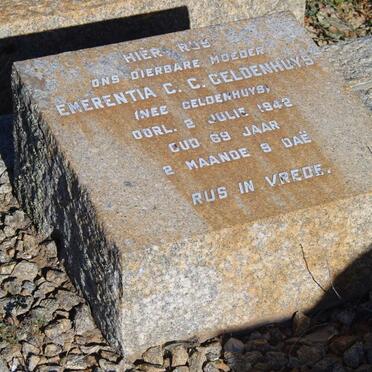 HIER RUS
ONS DIERBARE MOEDER
EMERENTIA C. C. GELDENHUYS
(NEE GELDENHUYS)
OORL. 2 JULIE 1942
OUD 69 JAAR
2 MAANDE 9 DAË
RUS IN VREDE.